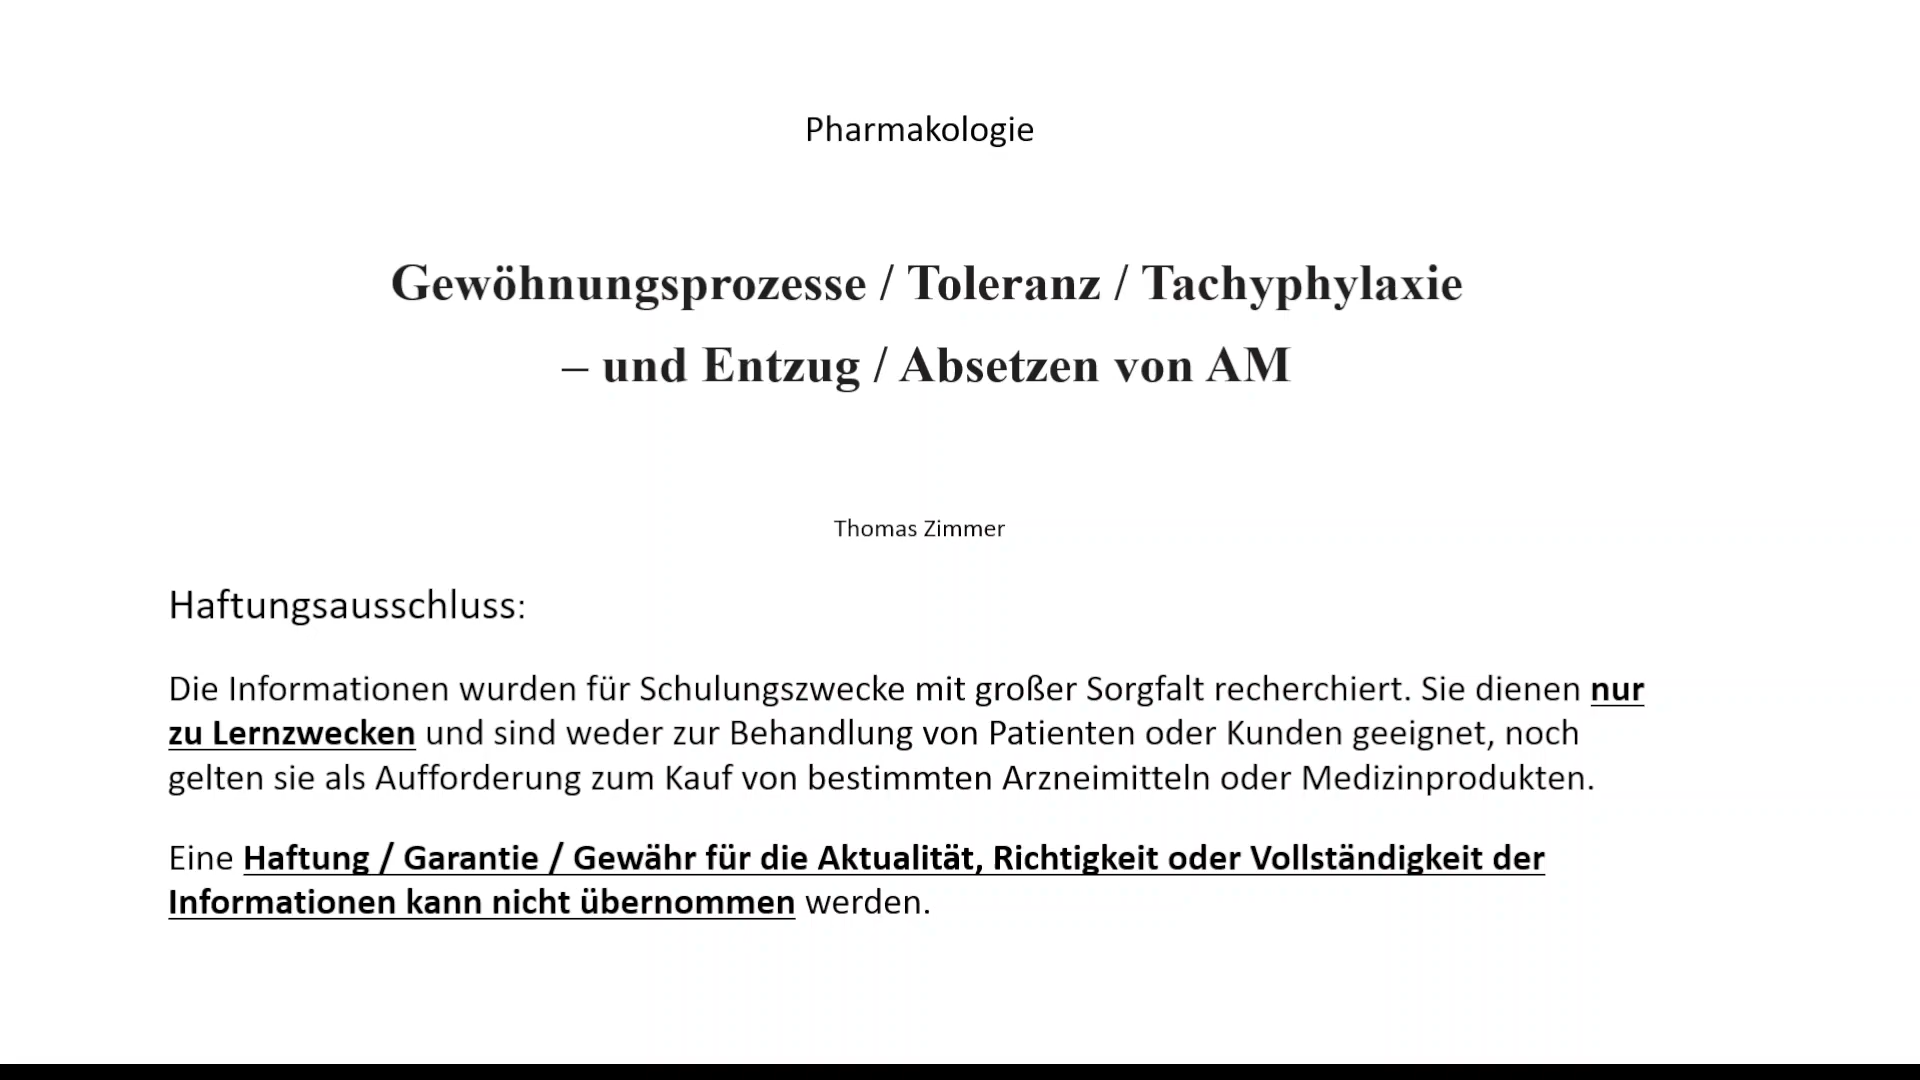 Pharmakologie
Gewöhnungsprozesse / Toleranz / Tachyphylaxie
– und Entzug / Absetzen von AM
Thomas Zimmer
Haftungsausschluss:
Die Informationen wurden für Schulungszwecke mit großer Sorgfalt recherchiert. Sie dienen nur
zu Lernzwecken und sind weder zur Behandlung von Patienten oder Kunden geeignet, noch
gelten sie als Aufforderung zum Kauf von bestimmten Arzneimitteln oder Medizinprodukten.
Eine Haftung / Garantie / Gewähr für die Aktualität, Richtigkeit oder Vollständigkeit der
Informationen kann nicht übernommen werden.